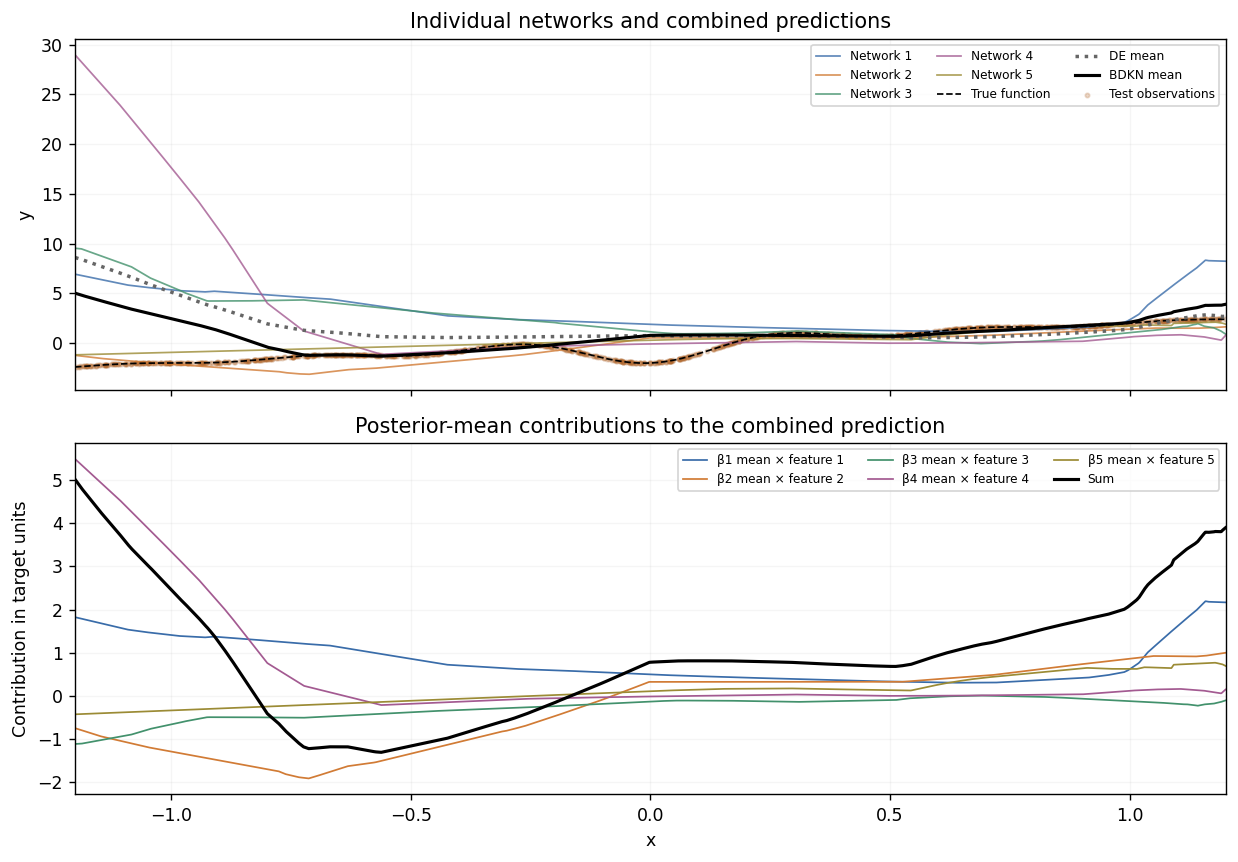 Individual networks and combined predictions
30
25
20
15
10
5
0
y
Network 1
Network 2
Network 3
Network 4
Network 5
True function
DE mean
BDKN mean
Test observations
Posterior-mean contributions to the combined prediction
5
4
3
2
1
0
−1
−2
Contribution in target units
β1 mean × feature 1
β2 mean × feature 2
β3 mean × feature 3
β4 mean × feature 4
β5 mean × feature 5
Sum
−1.0
−0.5
0.0
0.5
1.0
x